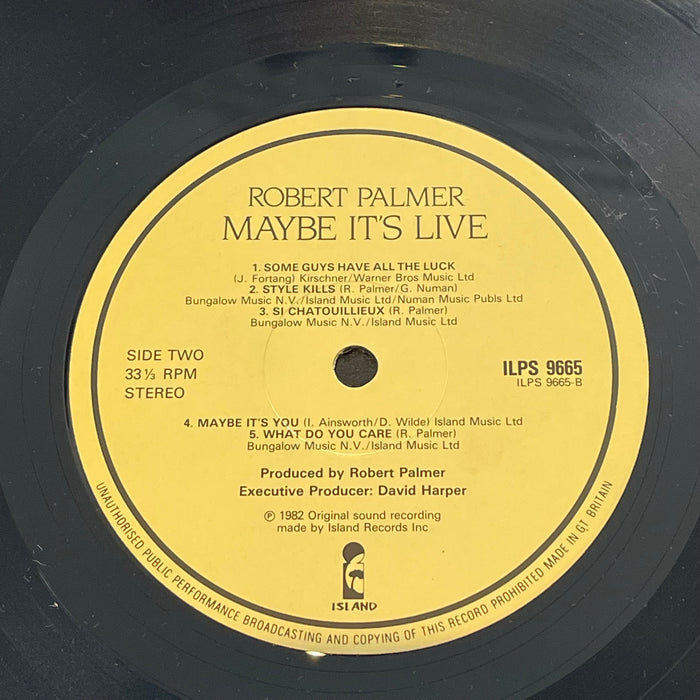 ROBERT PALMER
MAYBE IT'S LIVE
1. SOME GUYS HAVE ALL THE LUCK
(J. Fortang) Kirschner/Warner Bros Music Ltd
2. STYLE KILLS (R. Palmer/G. Numan)
Bungalow Music N.V./Island Music Ltd/Numan Music Publs Ltd
3. SI CHATOUILLIEUX (R. Palmer)
Bungalow Music N.V./Island Music Ltd
SIDE TWO
33⅓ RPM
STEREO
ILPS 9665
ILPS 9665-B
4. MAYBE IT'S YOU (I. Ainsworth/D. Wilde) Island Music Ltd
5. WHAT DO YOU CARE (R. Palmer)
Bungalow Music N.V./Island Music Ltd
Produced by Robert Palmer
Executive Producer: David Harper
℗ 1982 Original sound recording
made by Island Records Inc
ISLAND
UNAUTHORISED PUBLIC PERFORMANCE BROADCASTING AND COPYING OF THIS RECORD PROHIBITED MADE IN GT BRITAIN